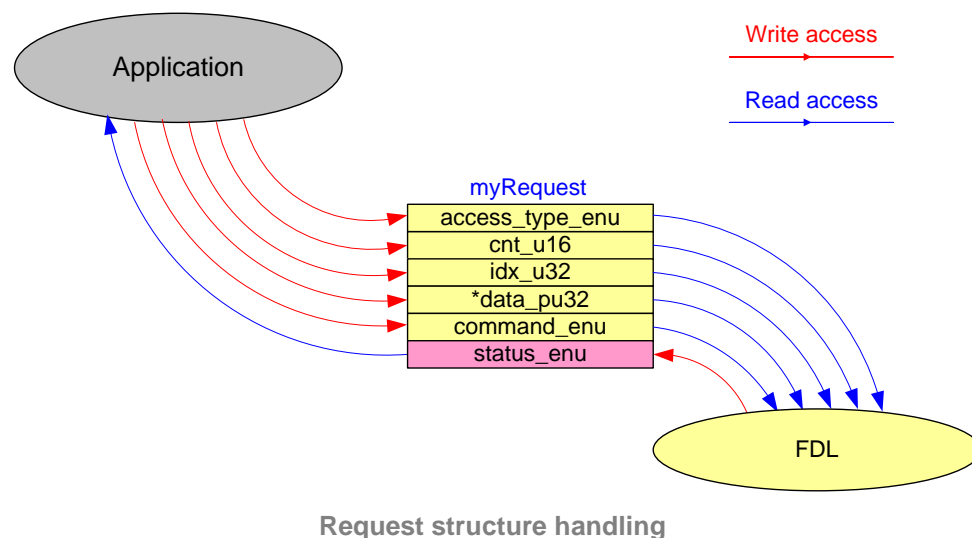 Application
Write access
Read access
myRequest
access_type_enu
cnt_u16
idx_u32
*data_pu32
command_enu
status_enu
FDL
Request structure handling